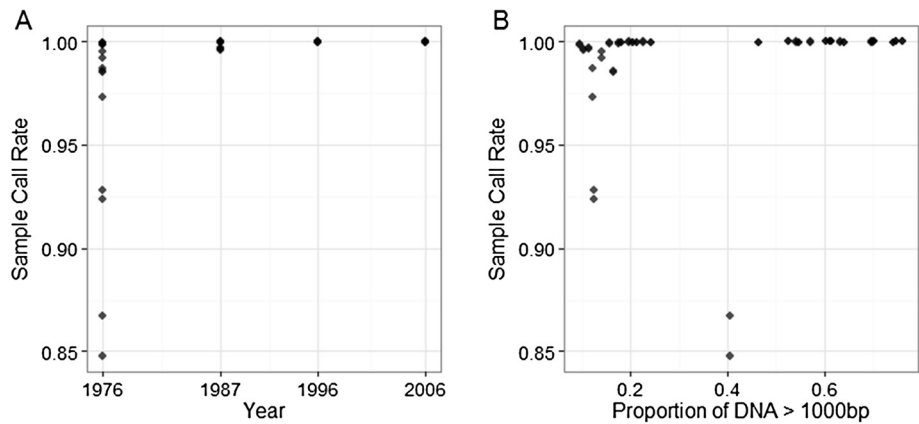 A
Sample Call Rate
1.00
0.95
0.90
0.85
1976 1987 1996 2006
Year
B
Sample Call Rate
1.00
0.95
0.90
0.85
0.2 0.4 0.6
Proportion of DNA > 1000bp